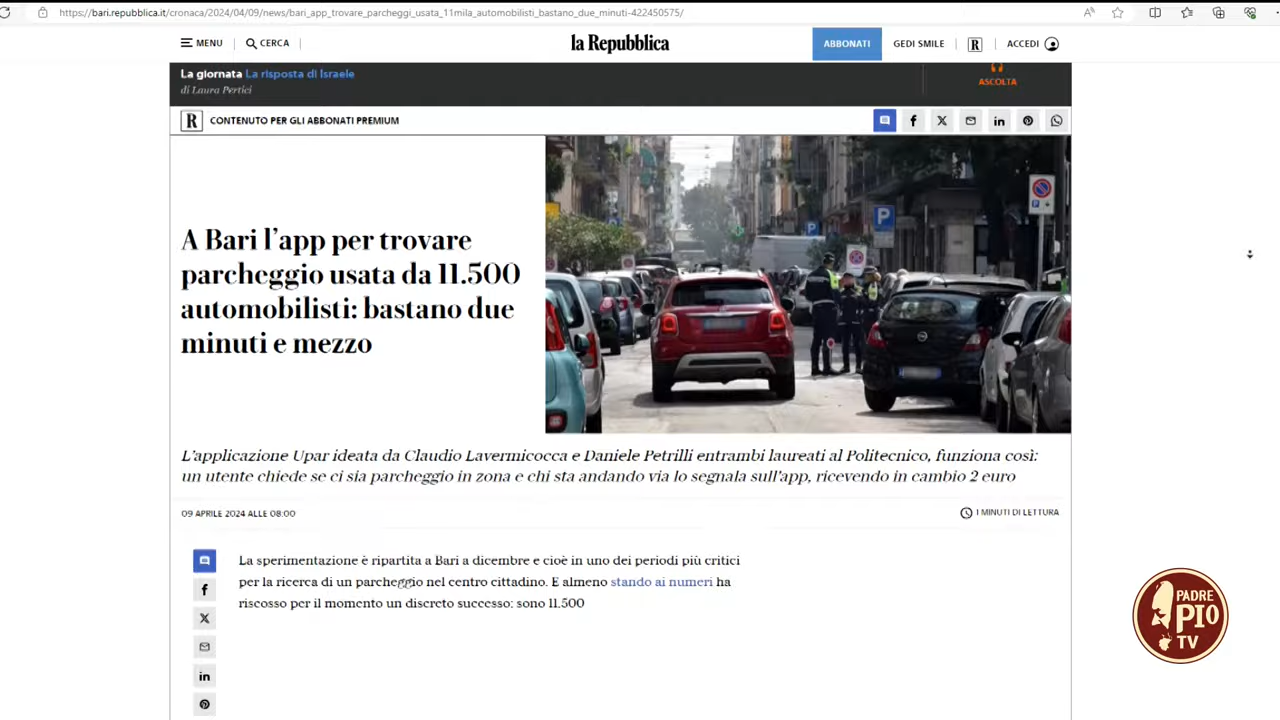 https://bari.repubblica.it/cronaca/2024/04/09/news/bari_app_trovare_parcheggi_usata_11mila_automobilisti_bastano_due_minuti-422450575/
MENU
CERCA
la Repubblica
ABBONATI
GEDI SMILE
R
ACCEDI
La giornata La risposta di Israele
di Laura Pertici
ASCOLTA
R CONTENUTO PER GLI ABBONATI PREMIUM
A Bari l’app per trovare
parcheggio usata da 11.500
automobilisti: bastano due
minuti e mezzo
P
P
L’applicazione Upar ideata da Claudio Lavermicocca e Daniele Petrilli entrambi laureati al Politecnico, funziona così:
un utente chiede se ci sia parcheggio in zona e chi sta andando via lo segnala sull’app, ricevendo in cambio 2 euro
09 APRILE 2024 ALLE 08:00
1 MINUTI DI LETTURA
La sperimentazione è ripartita a Bari a dicembre e cioè in uno dei periodi più critici
per la ricerca di un parcheggio nel centro cittadino. E almeno stando ai numeri ha
riscosso per il momento un discreto successo: sono 11.500
PADRE
PIO
TV